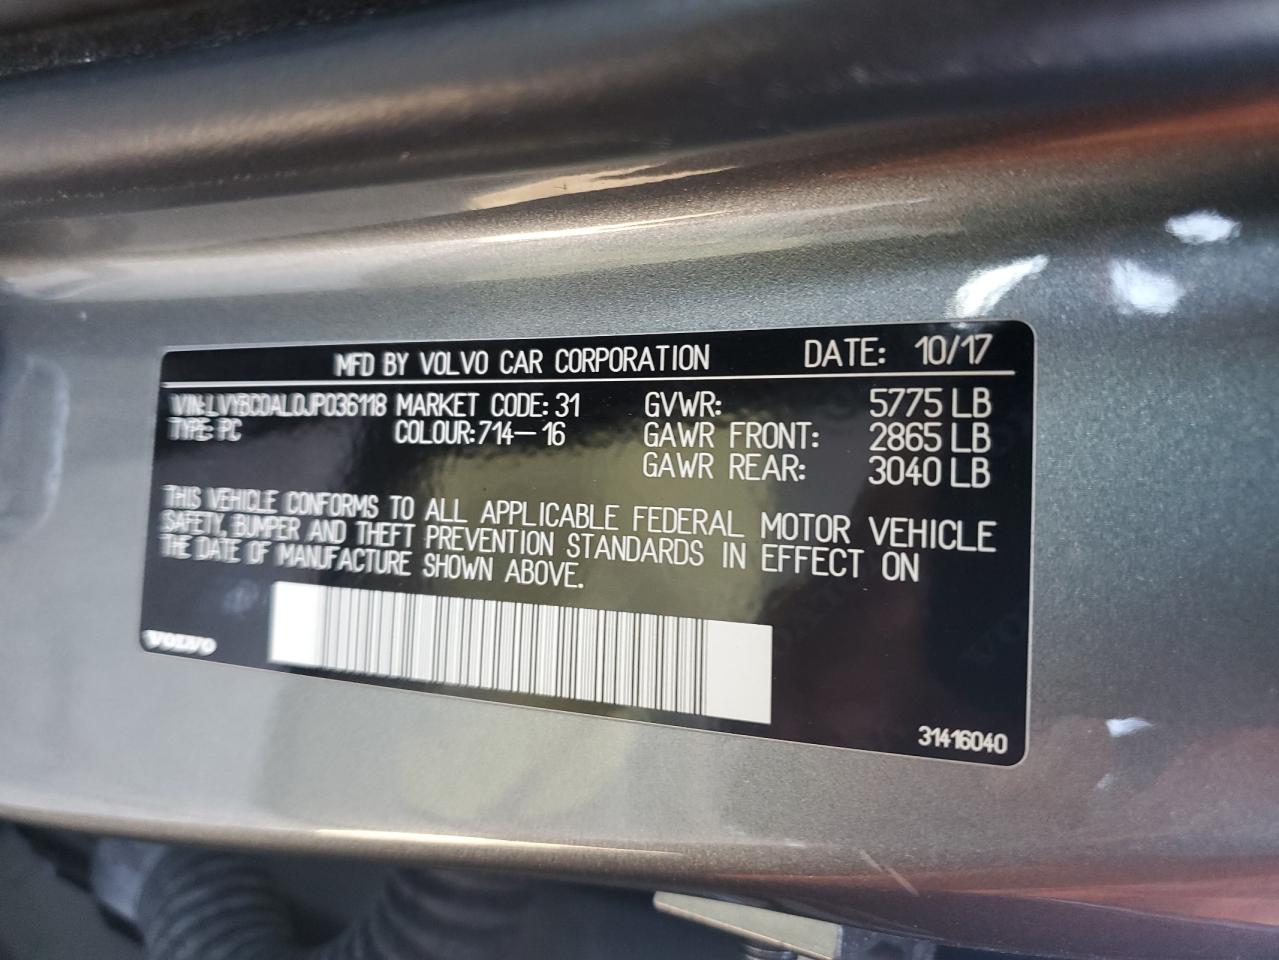 MFD BY VOLVO CAR CORPORATION DATE: 10/17
VIN:LVYBC0AL0JP036118 MARKET CODE: 31 GVWR: 5775 LB
TYPE: PC COLOUR:714-16 GAWR FRONT: 2865 LB
GAWR REAR: 3040 LB
THIS VEHICLE CONFORMS TO ALL APPLICABLE FEDERAL MOTOR VEHICLE
SAFETY, BUMPER AND THEFT PREVENTION STANDARDS IN EFFECT ON
THE DATE OF MANUFACTURE SHOWN ABOVE.
VOLVO
31416040